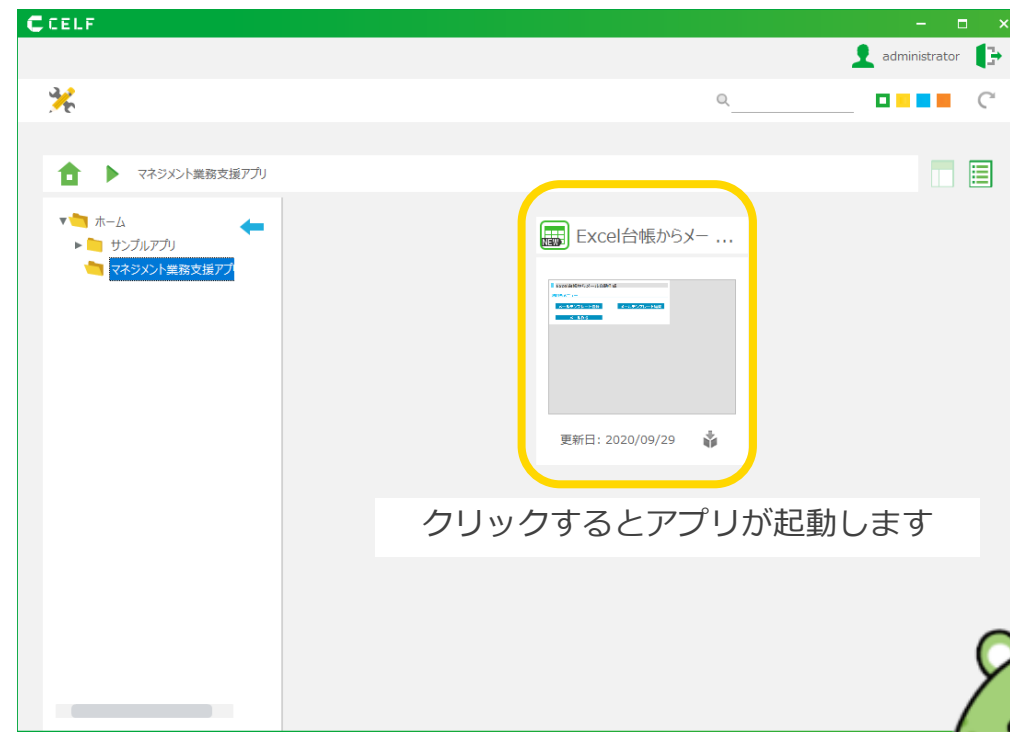 CELF
administrator
マネジメント業務支援アプリ
ホーム
サンプルアプリ
マネジメント業務支援アプ
NEW
Excel台帳からメー ...
更新日: 2020/09/29
クリックするとアプリが起動します